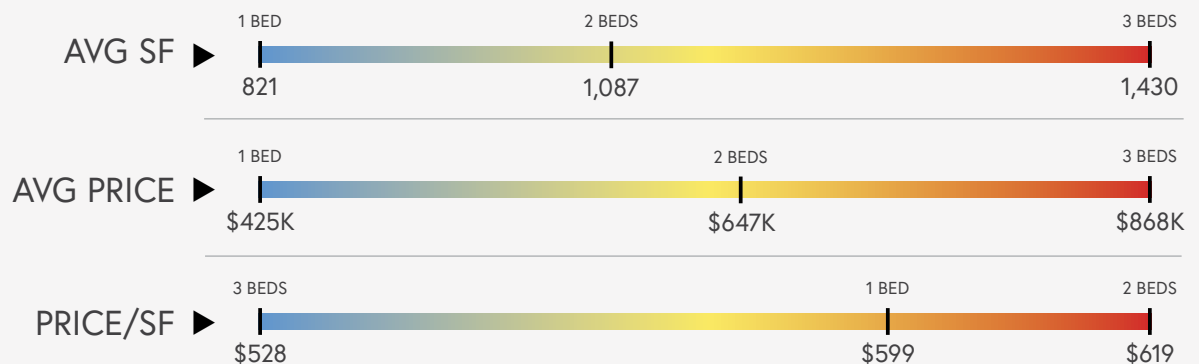 1 BED 2 BEDS 3 BEDS
AVG SF
821 1,087 1,430
1 BED 2 BEDS 3 BEDS
AVG PRICE
$425K $647K $868K
3 BEDS 1 BED 2 BEDS
PRICE/SF
$528 $599 $619